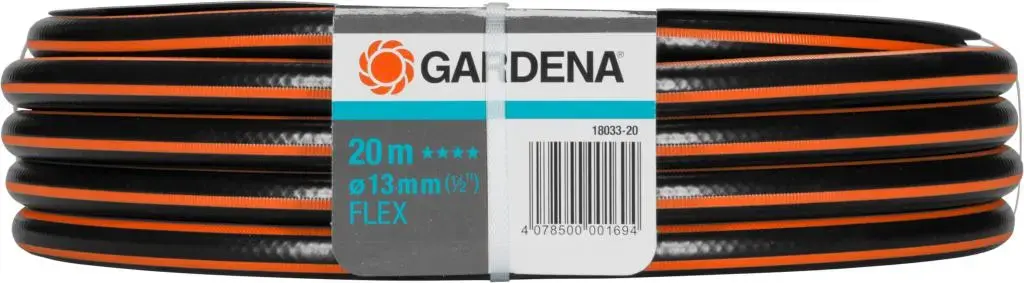 GARDENA®
18033-20
20 m ★★★★
ø 13 mm (½")
FLEX
4 078500 001694